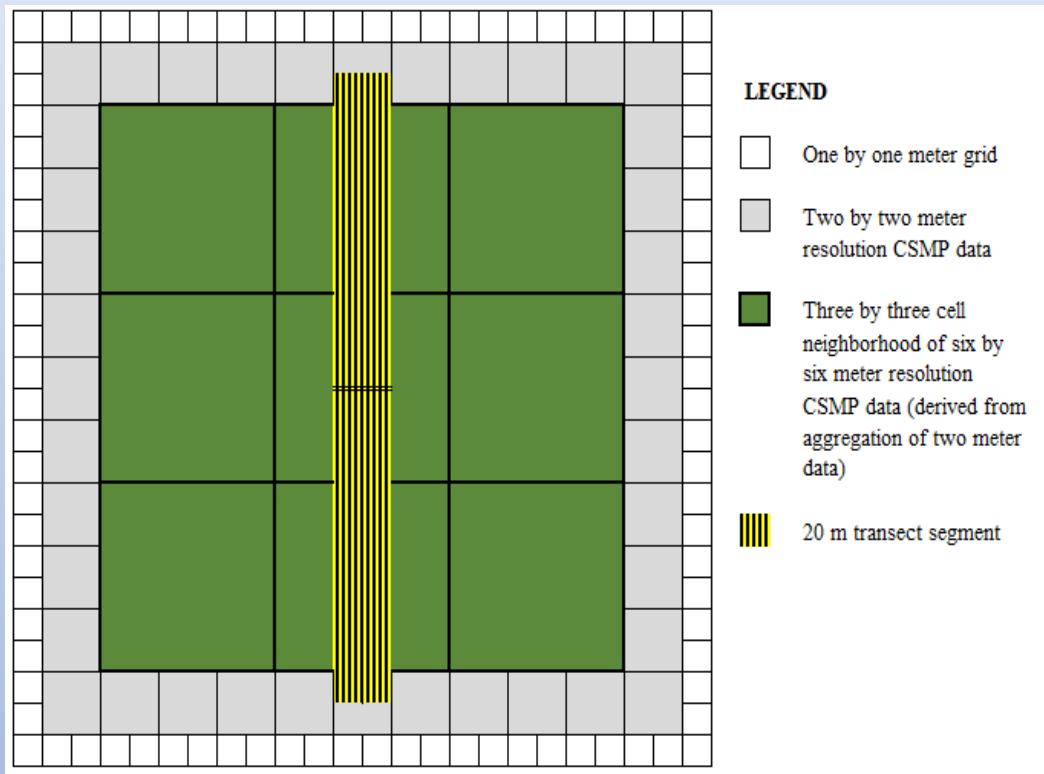 LEGEND
One by one meter grid
Two by two meter
resolution CSMP data
Three by three cell
neighborhood of six by
six meter resolution
CSMP data (derived from
aggregation of two meter
data)
20 m transect segment